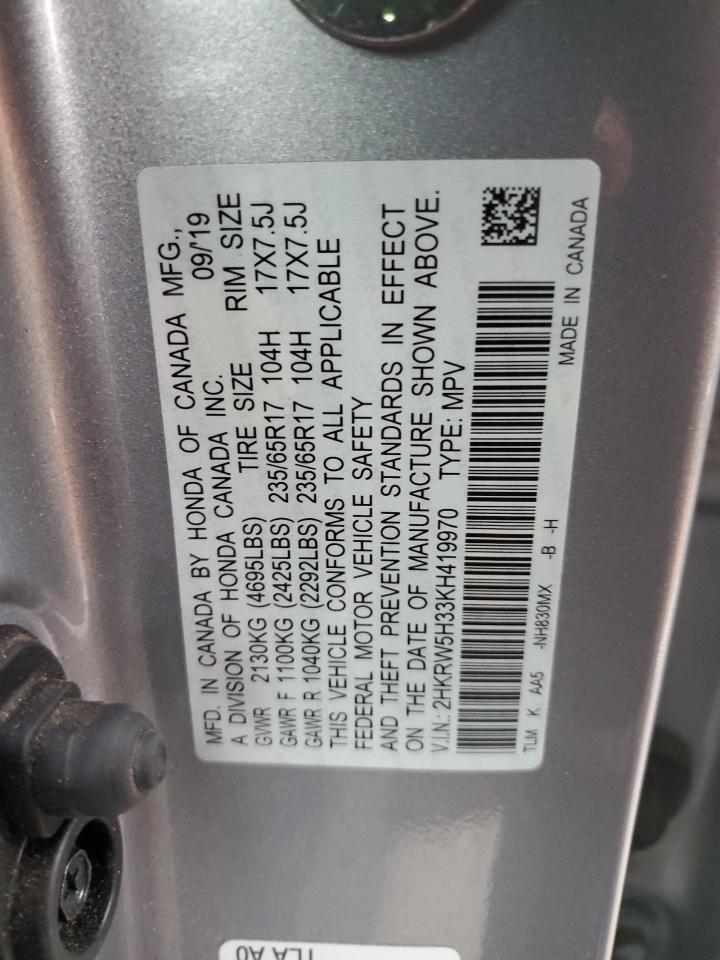 MFD. IN CANADA BY HONDA OF CANADA MFG.,
A DIVISION OF HONDA CANADA INC. 09/'19
GVWR 2130KG (4695LBS) TIRE SIZE RIM SIZE
GAWR F 1100KG (2425LBS) 235/65R17 104H 17X7.5J
GAWR R 1040KG (2292LBS) 235/65R17 104H 17X7.5J
THIS VEHICLE CONFORMS TO ALL APPLICABLE
FEDERAL MOTOR VEHICLE SAFETY
AND THEFT PREVENTION STANDARDS IN EFFECT
ON THE DATE OF MANUFACTURE SHOWN ABOVE.
V.I.N.: 2HKRW5H33KH419970 TYPE: MPV
TLM K AA5 -NH830MX -B -H
MADE IN CANADA